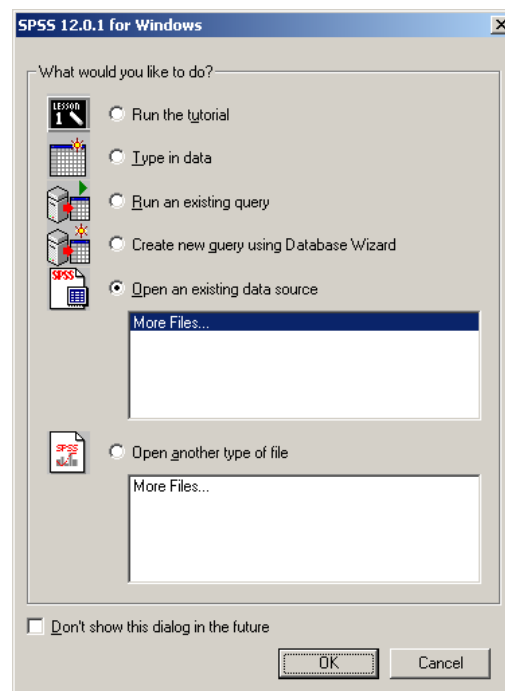 SPSS 12.0.1 for Windows
What would you like to do?
LESSON
1
Run the tutorial
Type in data
Run an existing query
Create new query using Database Wizard
SPSS
Open an existing data source
More Files...
SPSS
Open another type of file
More Files...
Don't show this dialog in the future
OK
Cancel